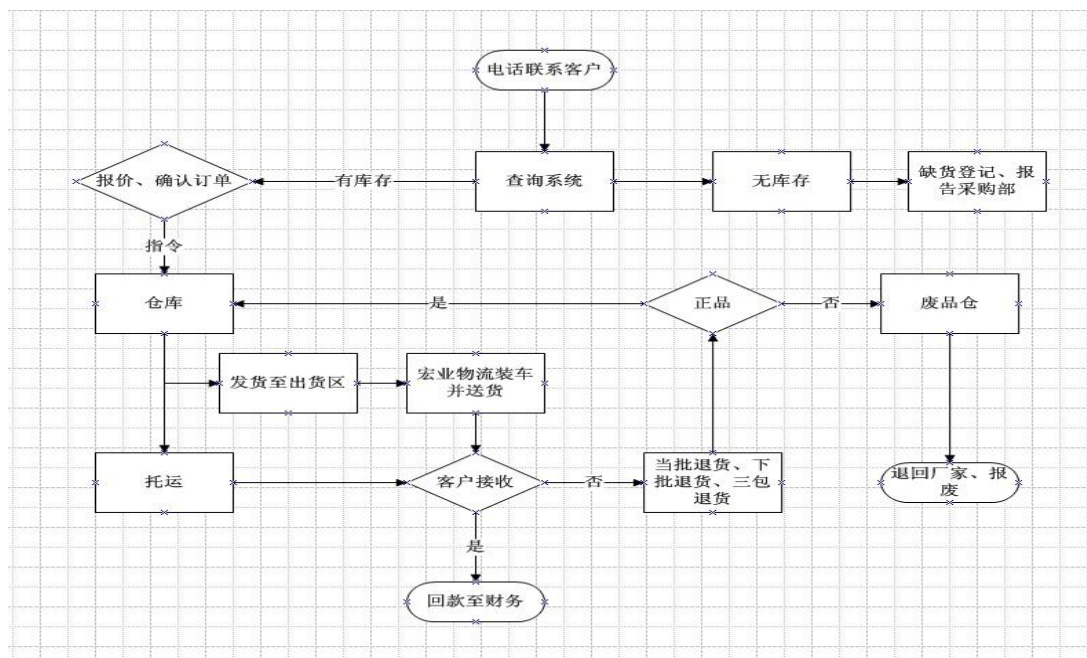 电话联系客户
报价、确认订单
有库存
查询系统
无库存
缺货登记、报
告采购部
指令
仓库
是
正品
否
废品仓
发货至出货区
宏业物流装车
并送货
托运
客户接收
否
当批退货、下
批退货、三包
退货
退回厂家、报
废
是
回款至财务